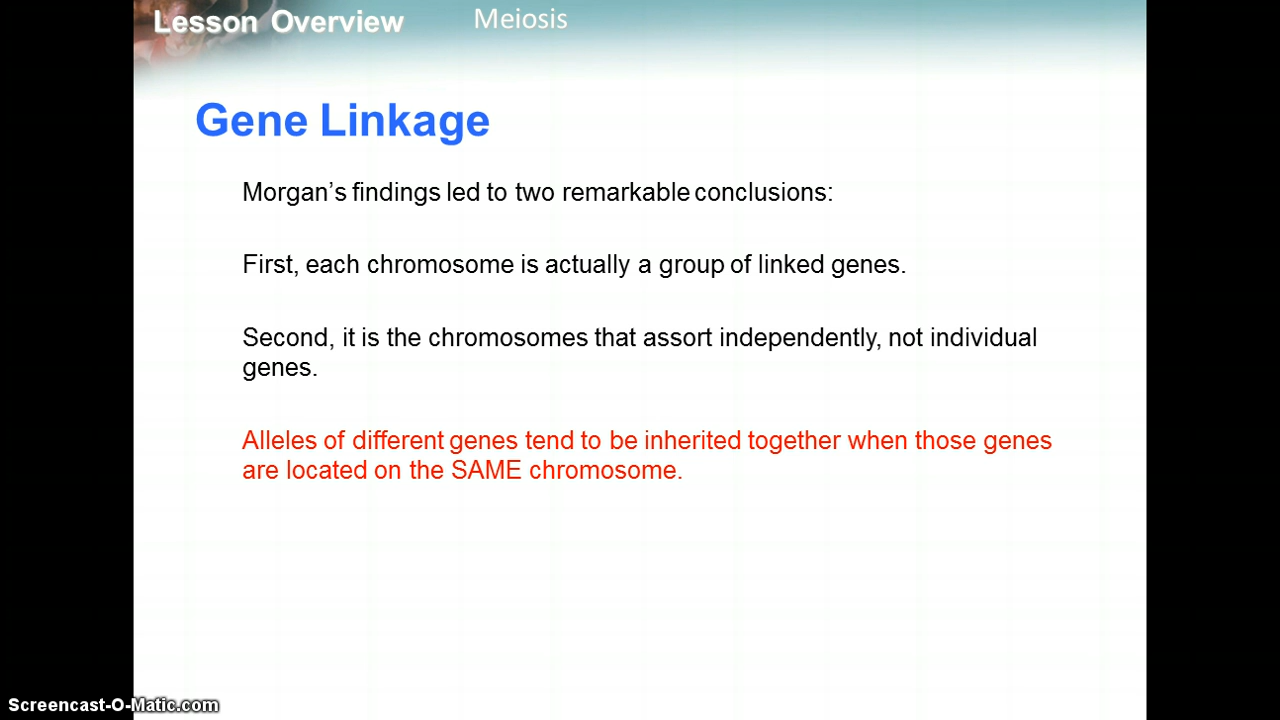 Lesson Overview Meiosis
Gene Linkage
Morgan’s findings led to two remarkable conclusions:
First, each chromosome is actually a group of linked genes.
Second, it is the chromosomes that assort independently, not individual
genes.
Alleles of different genes tend to be inherited together when those genes
are located on the SAME chromosome.
Screencast-O-Matic.com